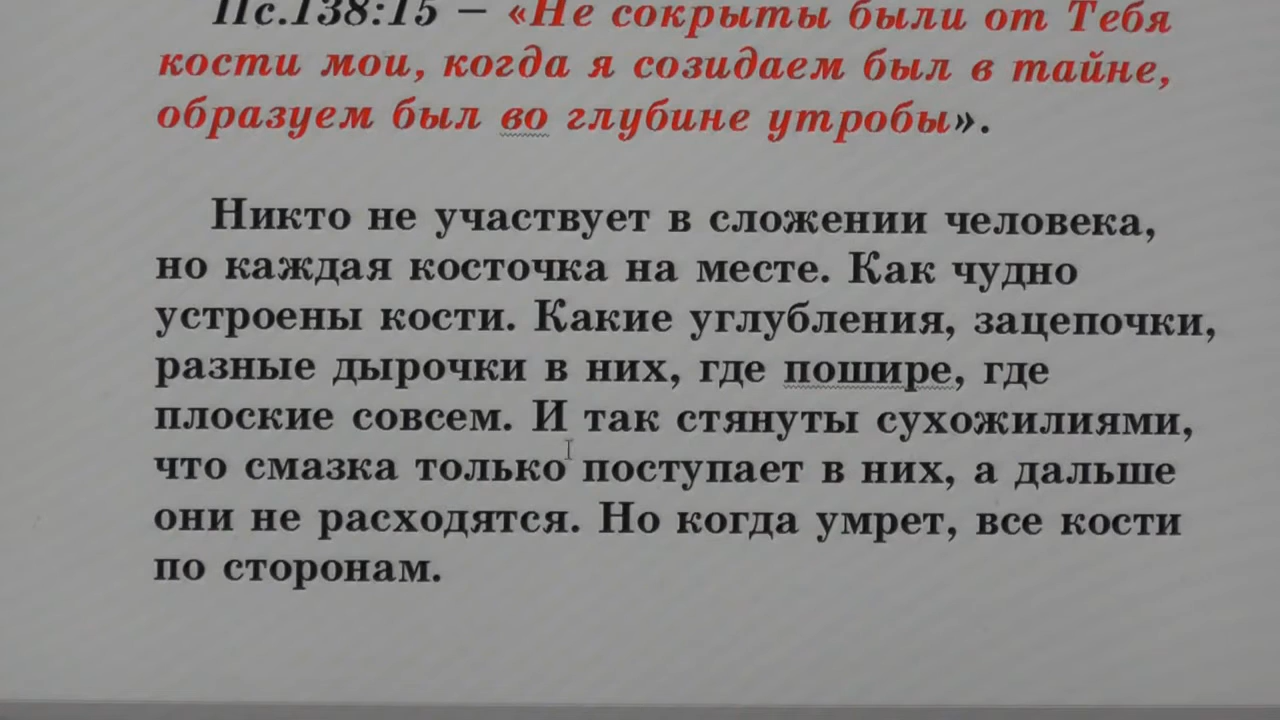 Пс.138:15 – «Не сокрыты были от Тебя
кости мои, когда я созидаем был в тайне,
образуем был во глубине утробы».
Никто не участвует в сложении человека,
но каждая косточка на месте. Как чудно
устроены кости. Какие углубления, зацепочки,
разные дырочки в них, где пошире, где
плоские совсем. И так стянуты сухожилиями,
что смазка только поступает в них, а дальше
они не расходятся. Но когда умрет, все кости
по сторонам.